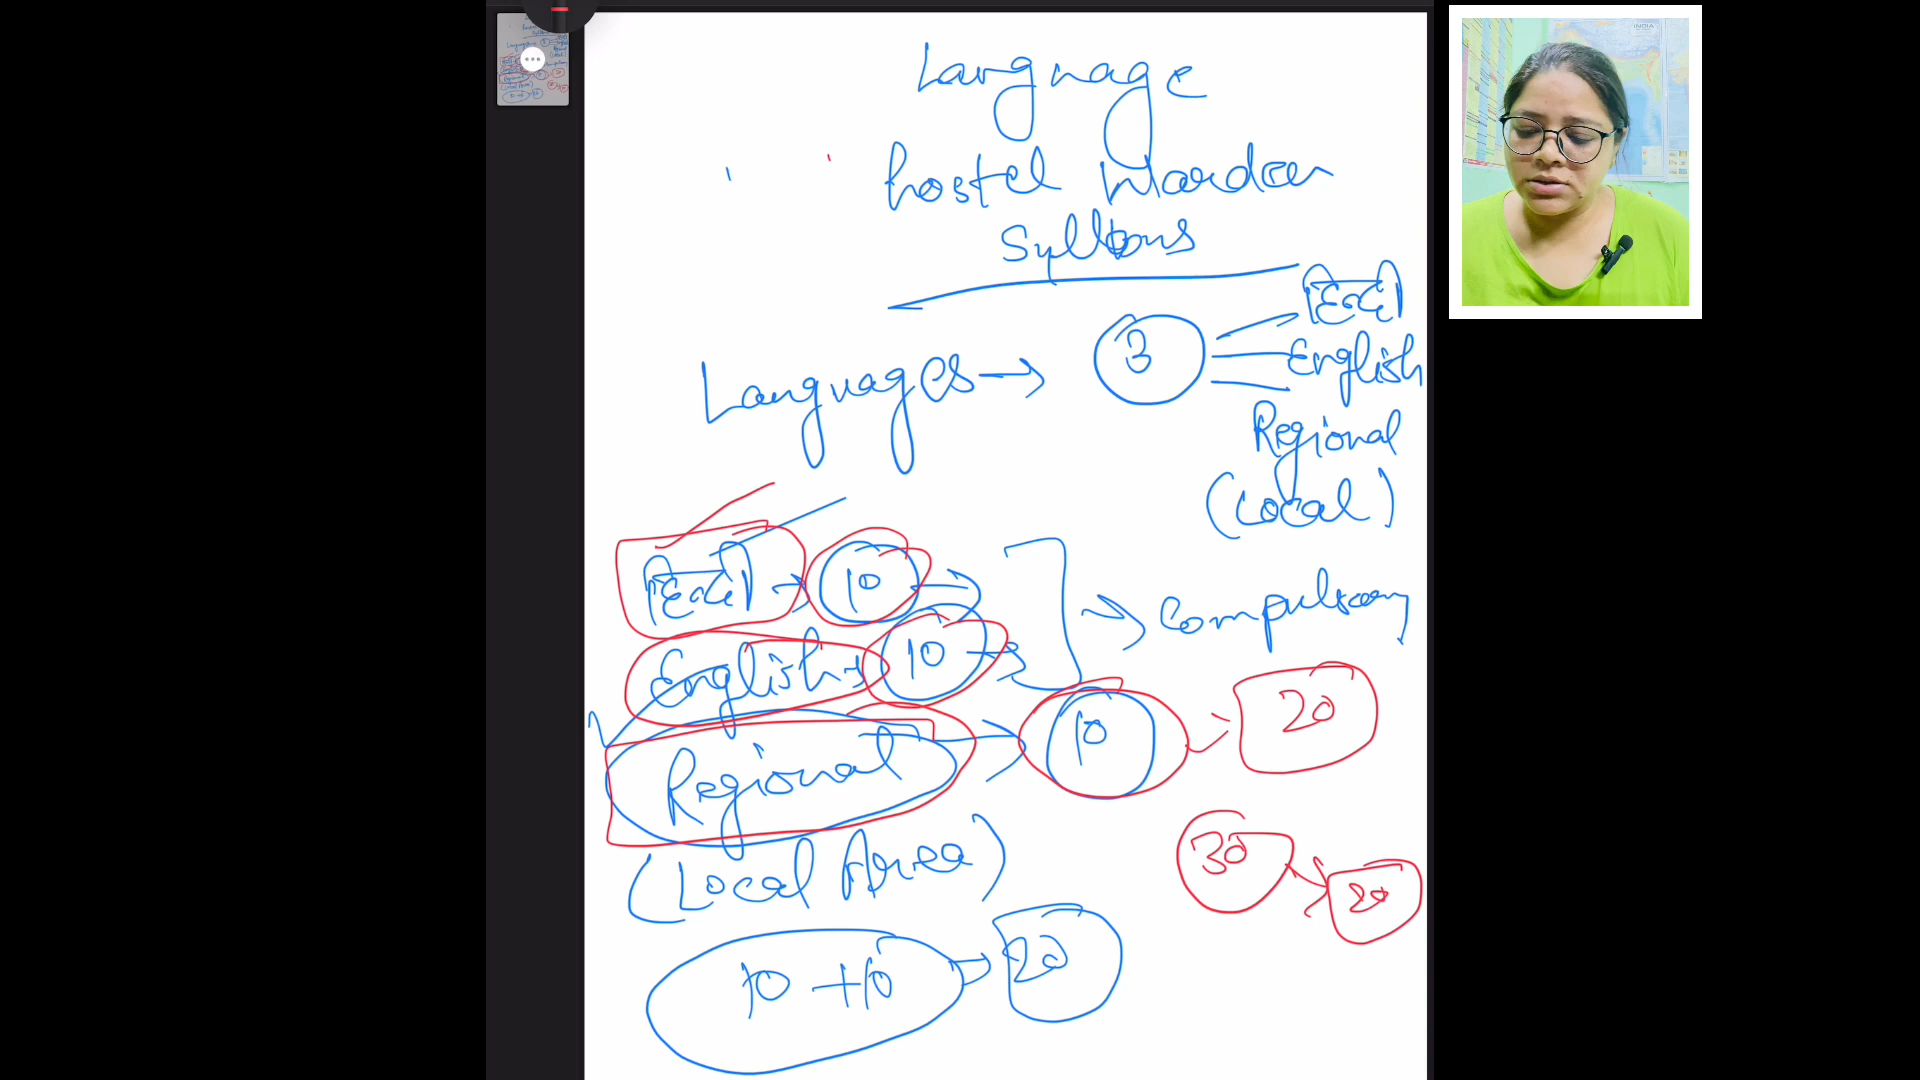 Language
hostel Warden
Syllabus
Languages → 3
हिन्दी
English
Regional
(Local)
हिन्दी → 10
English → 10
→ Compulsory
Regional → 10
20
(Local Area)
30 → 20
10 + 10 → 20
INDIA